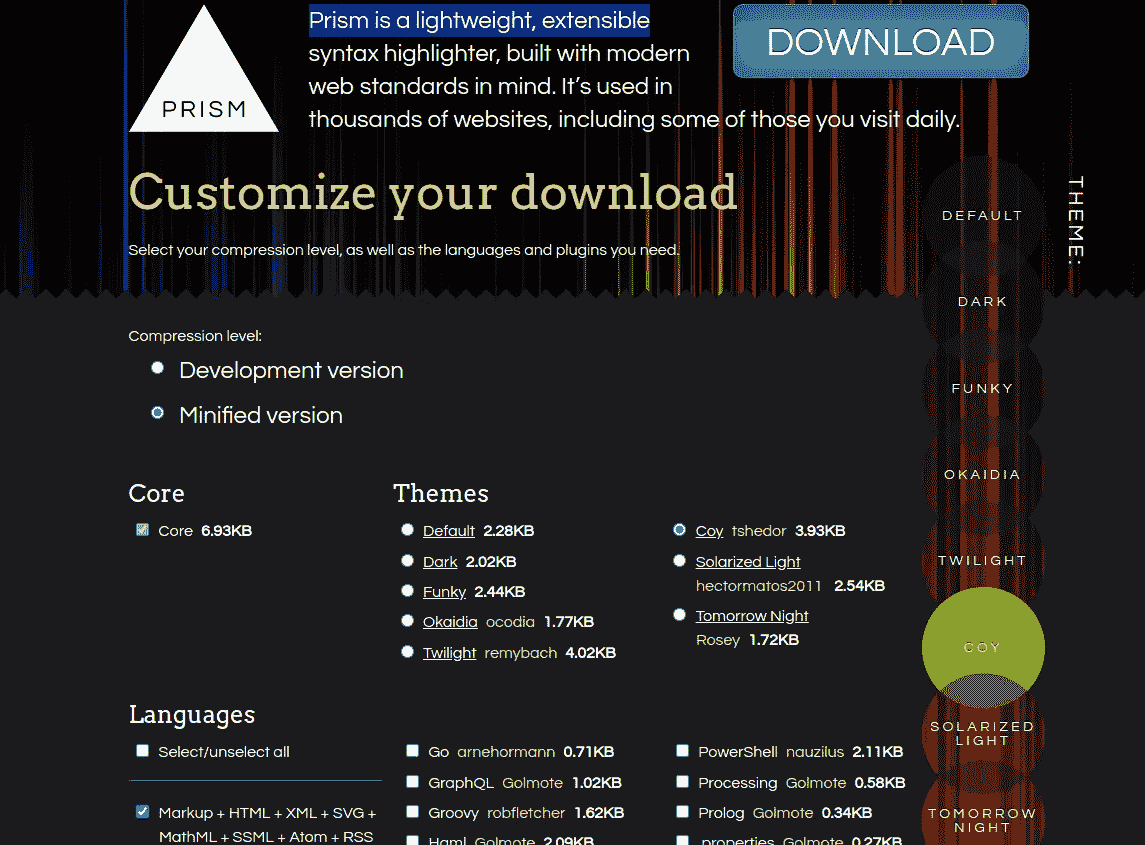 PRISM
Prism is a lightweight, extensible
syntax highlighter, built with modern
web standards in mind. It’s used in
thousands of websites, including some of those you visit daily.
DOWNLOAD
Customize your download
Select your compression level, as well as the languages and plugins you need.
THEME:
DEFAULT
DARK
FUNKY
OKAIDIA
TWILIGHT
COY
SOLARIZED
LIGHT
TOMORROW
NIGHT
Compression level:
Development version
Minified version
Core
Core 6.93KB
Themes
Default 2.28KB
Dark 2.02KB
Funky 2.44KB
Okaidia ocodia 1.77KB
Twilight remybach 4.02KB
Coy tshedor 3.93KB
Solarized Light
hectormatos2011 2.54KB
Tomorrow Night
Rosey 1.72KB
Languages
Select/unselect all
Markup + HTML + XML + SVG +
MathML + SSML + Atom + RSS
Go arnehormann 0.71KB
GraphQL Golmote 1.02KB
Groovy robfletcher 1.62KB
Haml Golmote 2.09KB
PowerShell nauzilus 2.11KB
Processing Golmote 0.58KB
Prolog Golmote 0.34KB
.properties Golmote 0.27KB